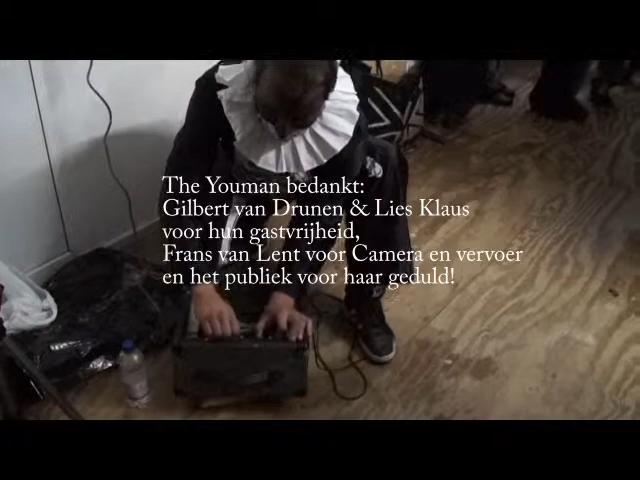 The Youman bedankt:
Gilbert van Drunen & Lies Klaus
voor hun gastvrijheid,
Frans van Lent voor Camera en vervoer
en het publiek voor haar geduld!